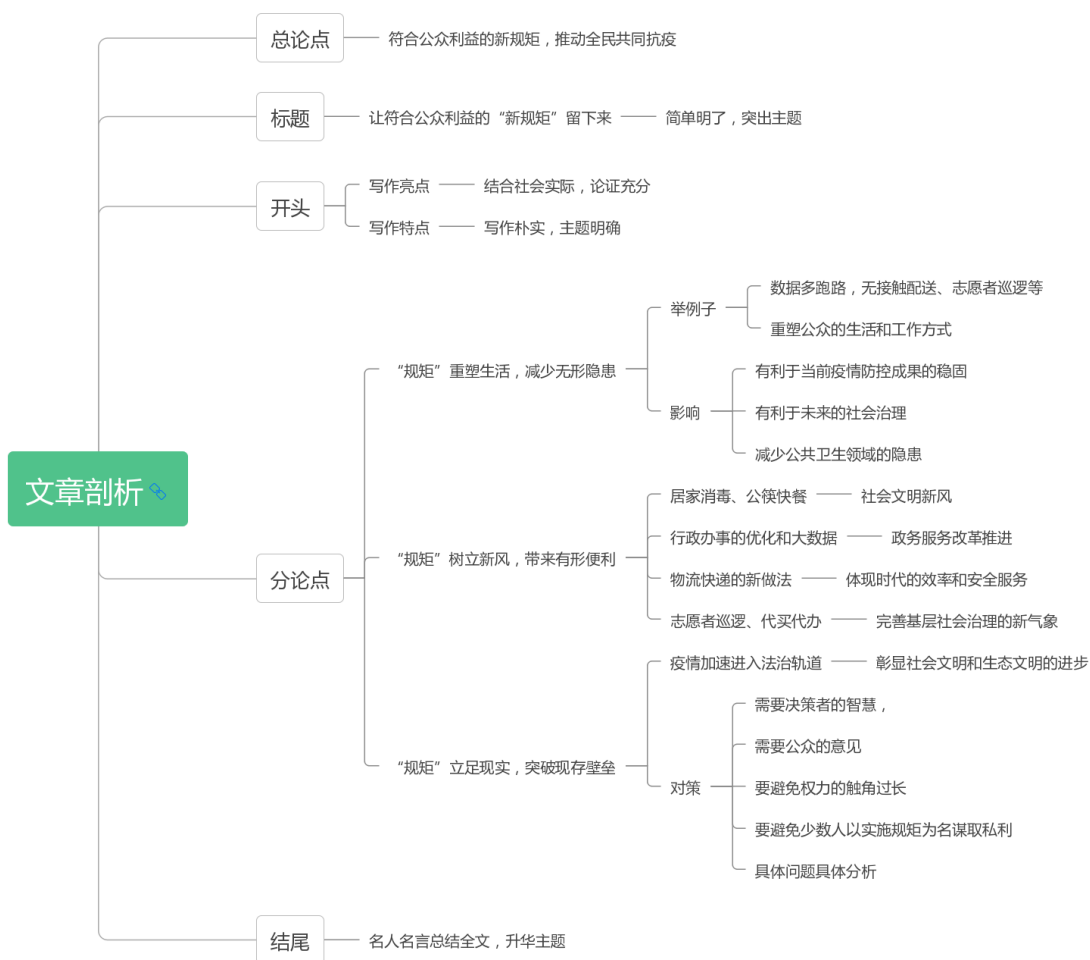 总论点
符合公众利益的新规矩，推动全民共同抗疫
标题
让符合公众利益的“新规矩”留下来
简单明了，突出主题
开头
写作亮点
结合社会实际，论证充分
写作特点
写作朴实，主题明确
文章剖析
分论点
“规矩”重塑生活，减少无形隐患
举例子
数据多跑路，无接触配送、志愿者巡逻等
重塑公众的生活和工作方式
影响
有利于当前疫情防控成果的稳固
有利于未来的社会治理
减少公共卫生领域的隐患
“规矩”树立新风，带来有形便利
居家消毒、公筷快餐
社会文明新风
行政办事的优化和大数据
政务服务改革推进
物流快递的新做法
体现时代的效率和安全服务
志愿者巡逻、代买代办
完善基层社会治理的新气象
“规矩”立足现实，突破现存壁垒
疫情加速进入法治轨道
彰显社会文明和生态文明的进步
对策
需要决策者的智慧，
需要公众的意见
要避免权力的触角过长
要避免少数人以实施规矩为名谋取私利
具体问题具体分析
结尾
名人名言总结全文，升华主题